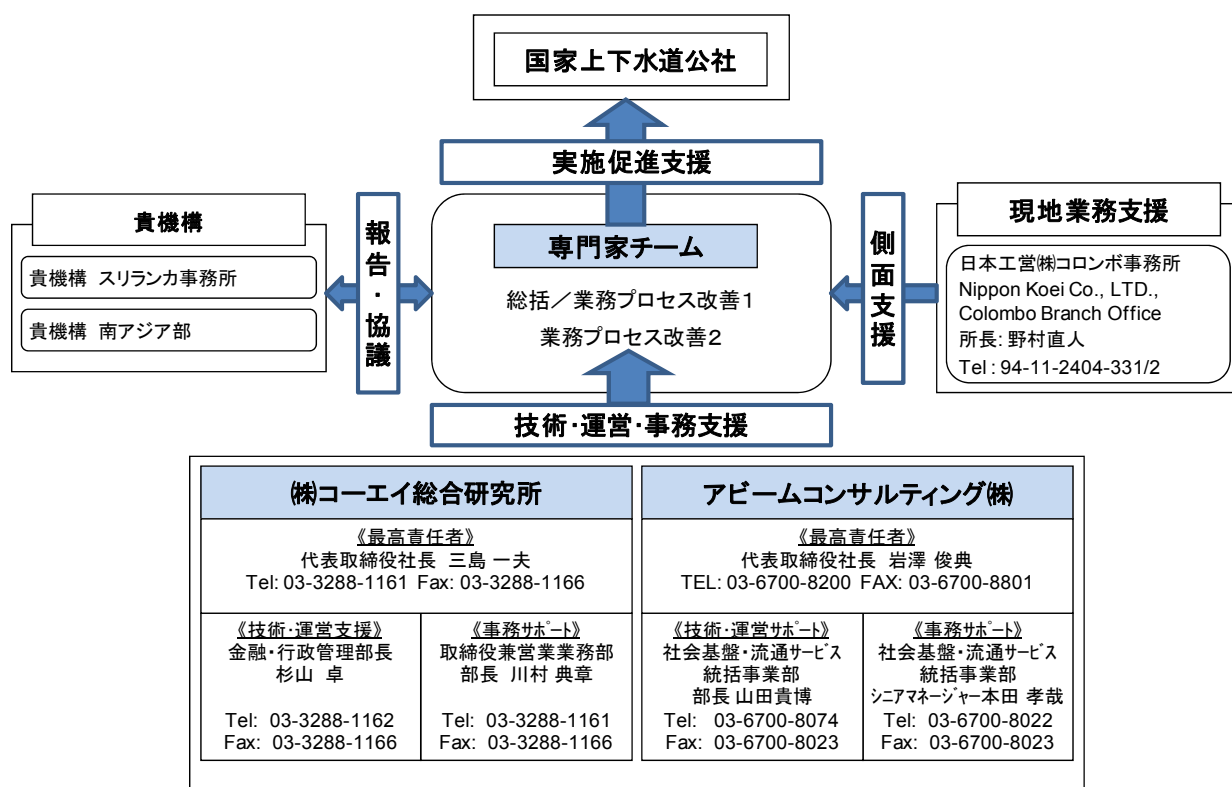 国家上下水道公社
実施促進支援
貴機構
貴機構 スリランカ事務所
貴機構 南アジア部
報告・協議
専門家チーム
総括／業務プロセス改善1
業務プロセス改善2
側面支援
現地業務支援
日本工営㈱コロンボ事務所
Nippon Koei Co., LTD.,
Colombo Branch Office
所長: 野村直人
Tel : 94-11-2404-331/2
技術・運営・事務支援
㈱コーエイ総合研究所
《最高責任者》
代表取締役社長 三島 一夫
Tel: 03-3288-1161 Fax: 03-3288-1166
《技術・運営支援》
金融・行政管理部長
杉山 卓
Tel: 03-3288-1162
Fax: 03-3288-1166
《事務ｻﾎﾟｰﾄ》
取締役兼営業業務部
部長 川村 典章
Tel: 03-3288-1161
Fax: 03-3288-1166
アビームコンサルティング㈱
《最高責任者》
代表取締役社長 岩澤 俊典
TEL: 03-6700-8200 FAX: 03-6700-8801
《技術・運営ｻﾎﾟｰﾄ》
社会基盤・流通サービス
統括事業部
部長 山田貴博
Tel: 03-6700-8074
Fax: 03-6700-8023
《事務ｻﾎﾟｰﾄ》
社会基盤・流通サービス
統括事業部
シニアマネージャー本田 孝哉
Tel: 03-6700-8022
Fax: 03-6700-8023